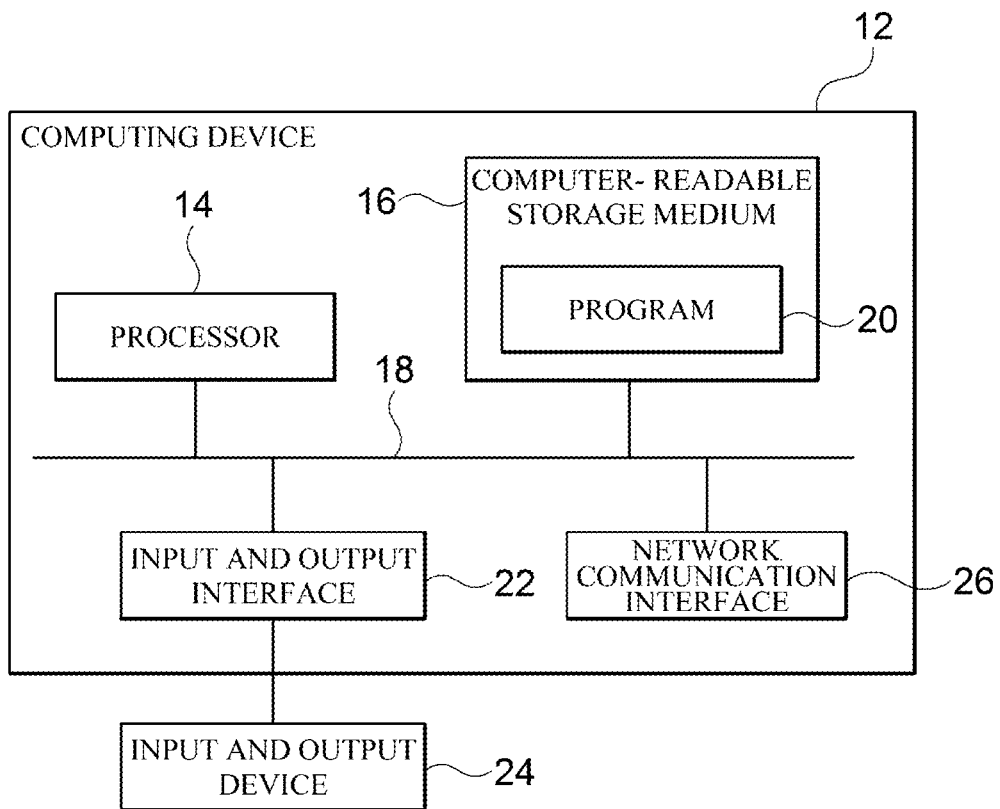 12
COMPUTING DEVICE
14
16
COMPUTER- READABLE
STORAGE MEDIUM
PROCESSOR
PROGRAM
20
18
INPUT AND OUTPUT
INTERFACE
22
NETWORK
COMMUNICATION
INTERFACE
26
INPUT AND OUTPUT
DEVICE
24